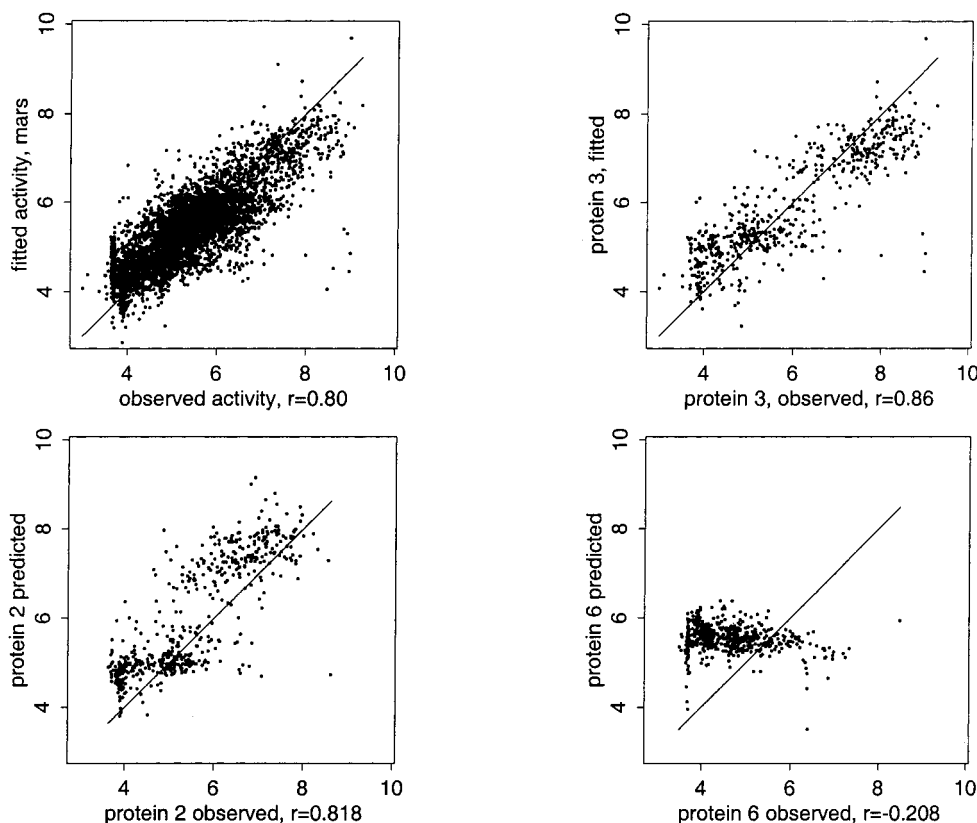 10
8
6
4
fitted activity, mars
4 6 8 10
observed activity, r=0.80
10
8
6
4
protein 3, fitted
4 6 8 10
protein 3, observed, r=0.86
10
8
6
4
protein 2 predicted
4 6 8 10
protein 2 observed, r=0.818
10
8
6
4
protein 6 predicted
4 6 8 10
protein 6 observed, r=-0.208